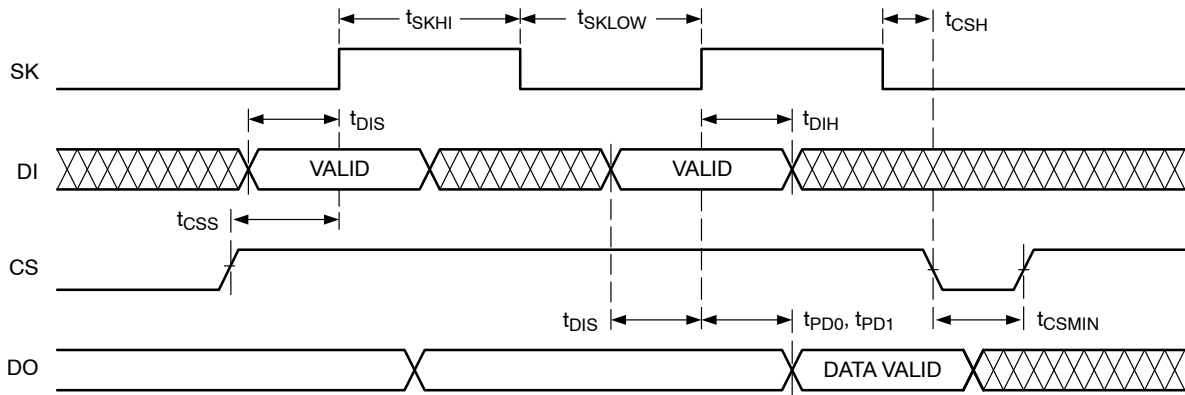 tSKHI
tSKLOW
tCSH
SK
tDIS
tDIH
DI
VALID
VALID
tCSS
CS
tDIS
tPD0, tPD1
tCSMIN
DO
DATA VALID